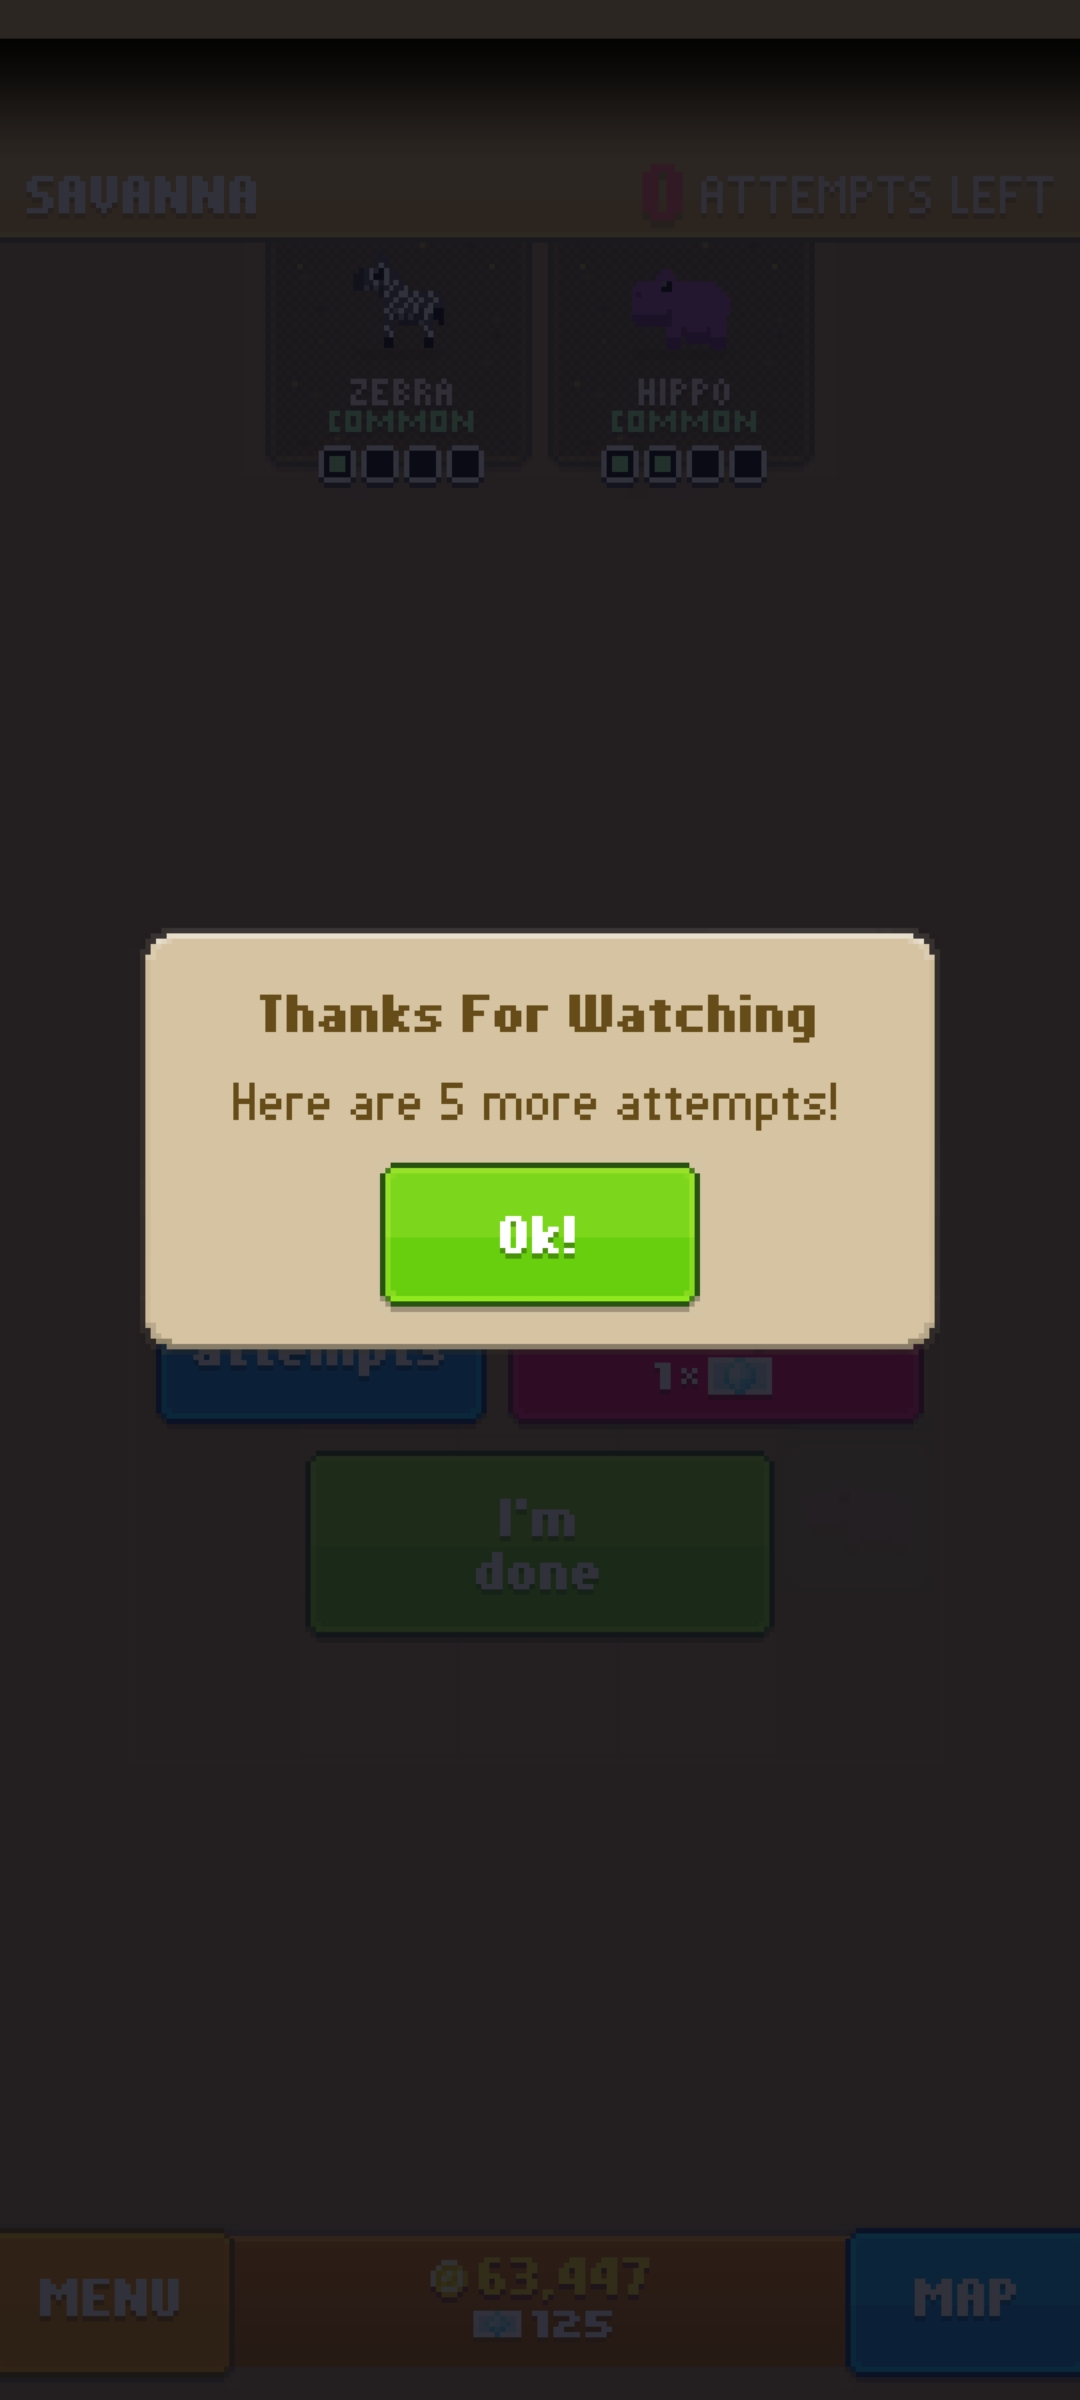 SAVANNA
0 ATTEMPTS LEFT
ZEBRA
COMMON
HIPPO
COMMON
Thanks For Watching
Here are 5 more attempts!
Ok!
attempts
1×
I'm
done
MENU
63,447
125
MAP